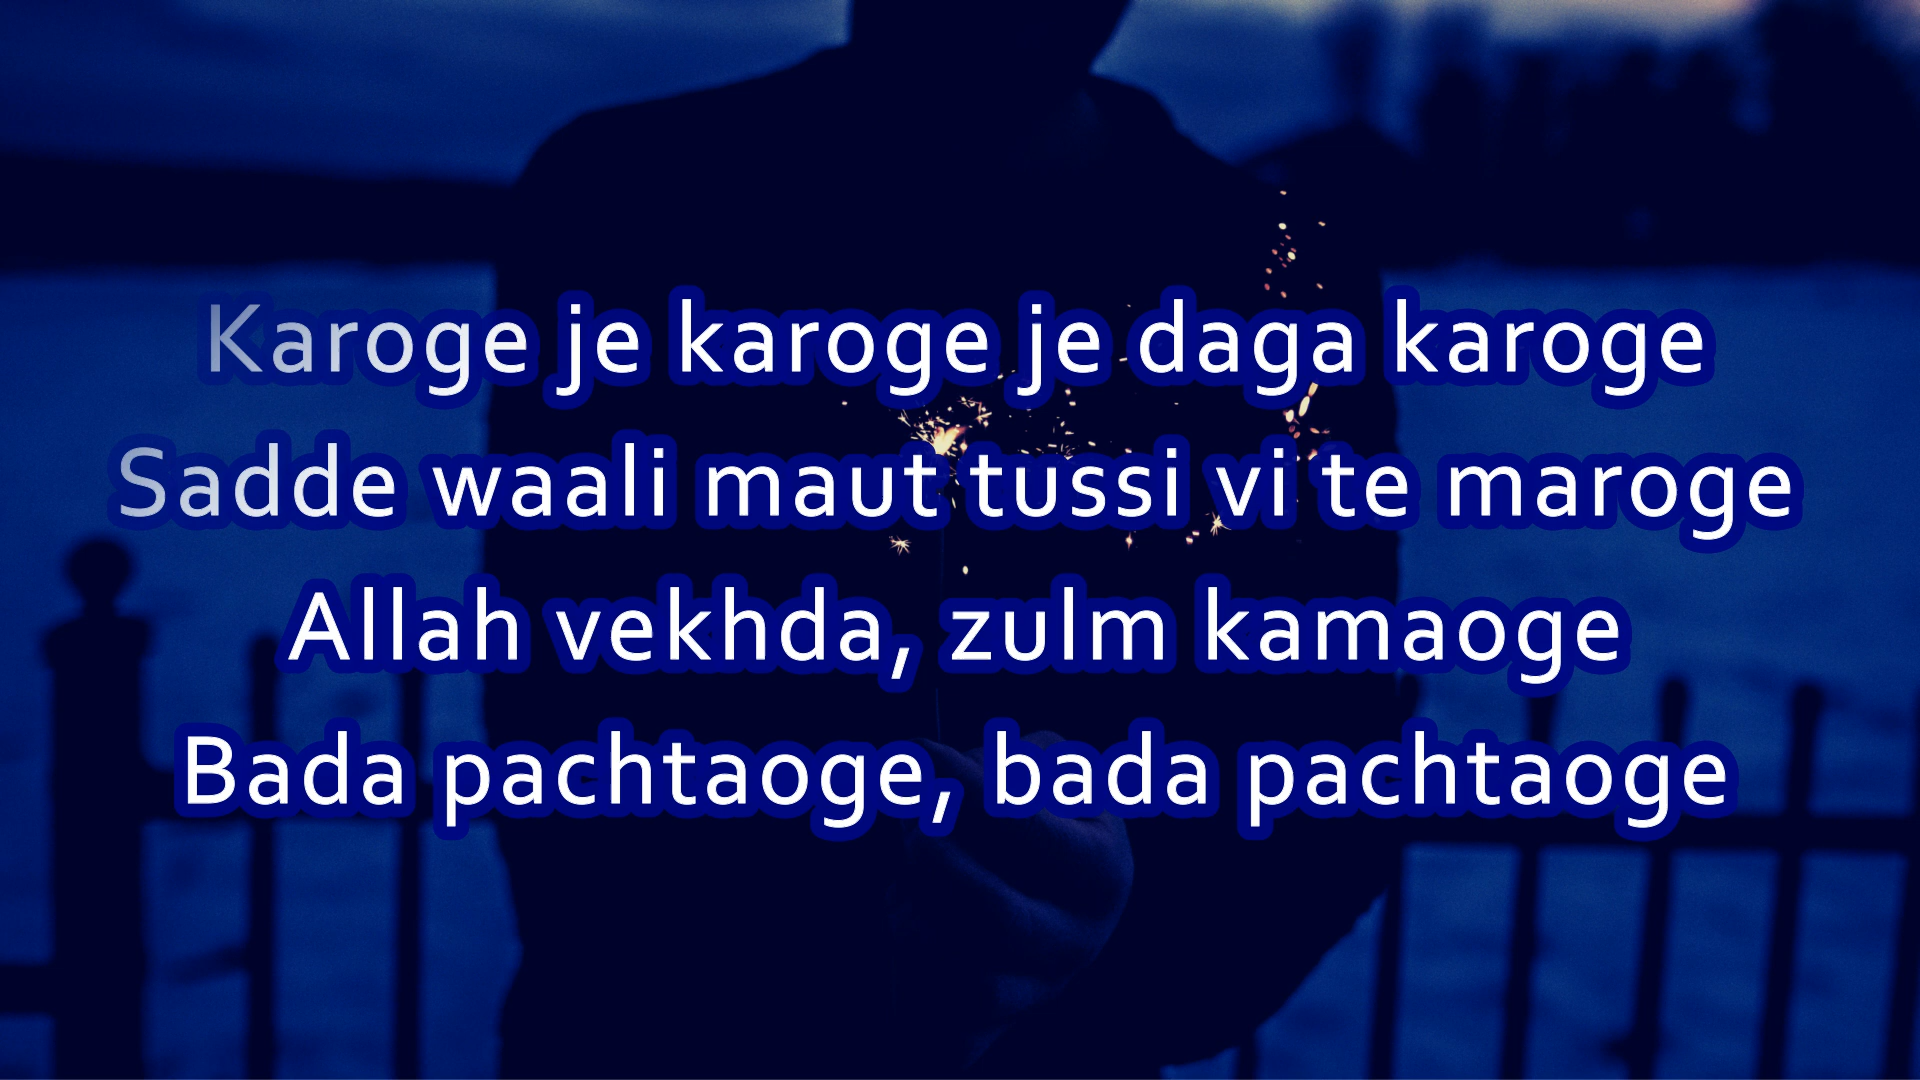 Karoge je karoge je daga karoge
Sadde waali maut tussi vi te maroge
Allah vekhda, zulm kamaoge
Bada pachtaoge, bada pachtaoge